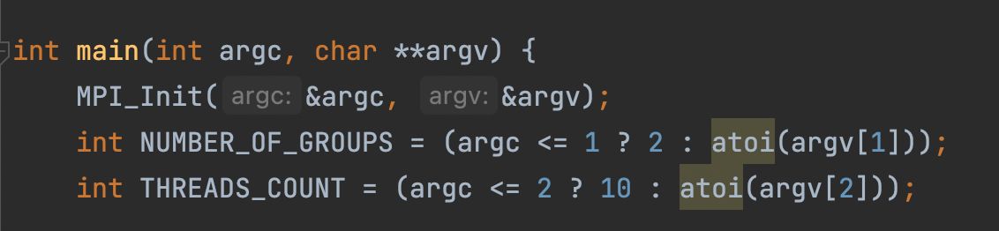 int main(int argc, char **argv) {
MPI_Init( argc: &argc, argv: &argv);
int NUMBER_OF_GROUPS = (argc <= 1 ? 2 : atoi(argv[1]));
int THREADS_COUNT = (argc <= 2 ? 10 : atoi(argv[2]));